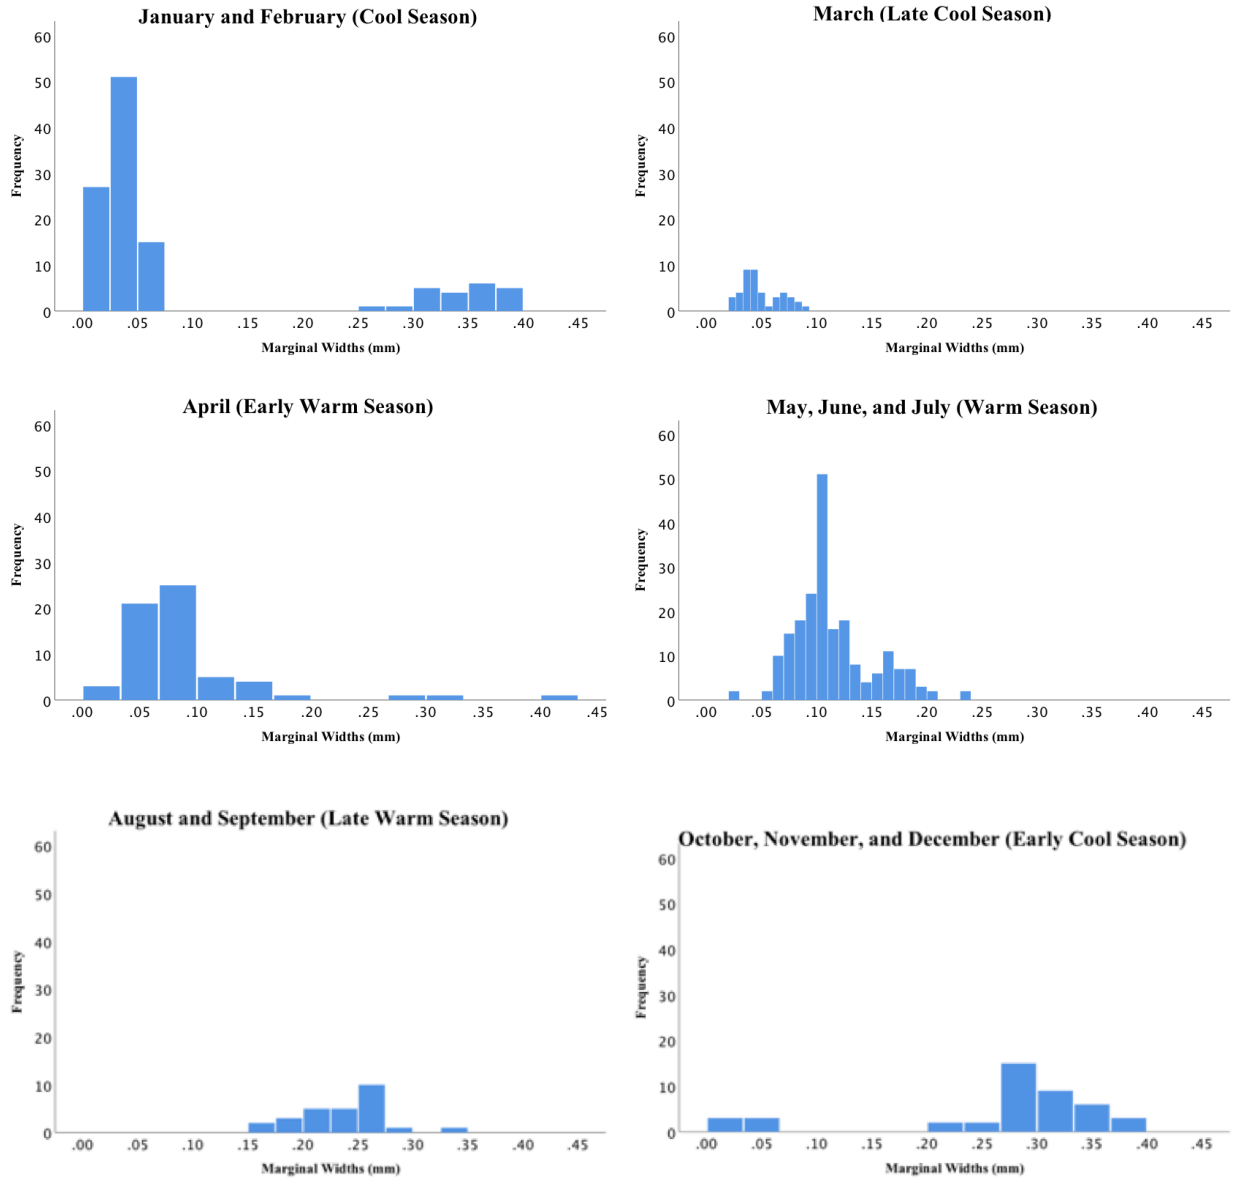 January and February (Cool Season)
60
50
40
30
20
10
0
Frequency
.00 .05 .10 .15 .20 .25 .30 .35 .40 .45
Marginal Widths (mm)
March (Late Cool Season)
60
50
40
30
20
10
0
Frequency
.00 .05 .10 .15 .20 .25 .30 .35 .40 .45
Marginal Widths (mm)
April (Early Warm Season)
60
50
40
30
20
10
0
Frequency
.00 .05 .10 .15 .20 .25 .30 .35 .40 .45
Marginal Widths (mm)
May, June, and July (Warm Season)
60
50
40
30
20
10
0
Frequency
.00 .05 .10 .15 .20 .25 .30 .35 .40 .45
Marginal Widths (mm)
August and September (Late Warm Season)
60
50
40
30
20
10
0
Frequency
.00 .05 .10 .15 .20 .25 .30 .35 .40 .45
Marginal Widths (mm)
October, November, and December (Early Cool Season)
60
50
40
30
20
10
0
Frequency
.00 .05 .10 .15 .20 .25 .30 .35 .40 .45
Marginal Widths (mm)